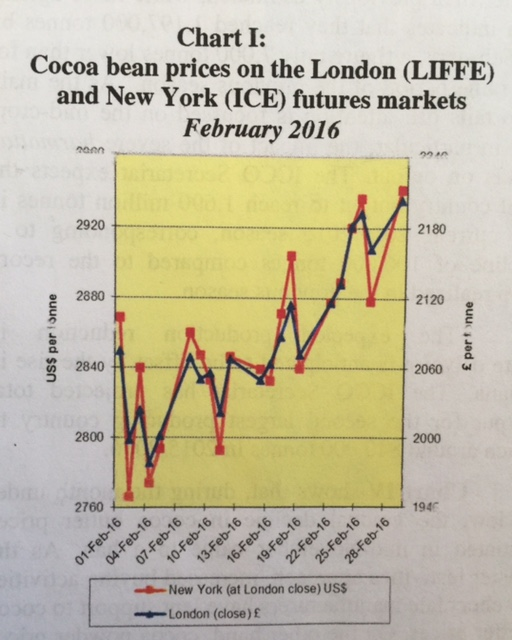 Chart I:
Cocoa bean prices on the London (LIFFE)
and New York (ICE) futures markets
February 2016
2920
2880
2840
2800
2760
US$ per tonne
2180
2120
2060
2000
£ per tonne
01-Feb-16
04-Feb-16
07-Feb-16
10-Feb-16
13-Feb-16
16-Feb-16
19-Feb-16
22-Feb-16
25-Feb-16
28-Feb-16
New York (at London close) US$
London (close) £